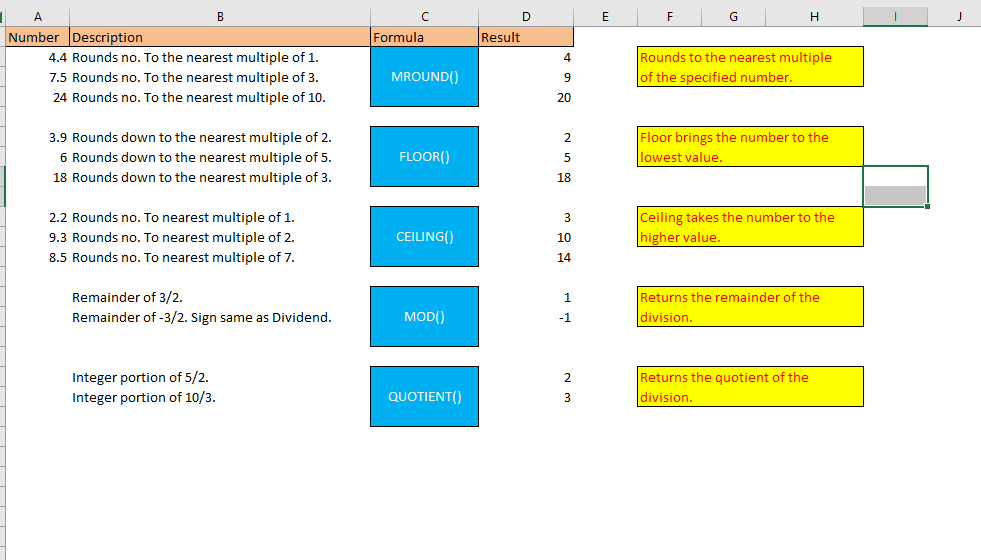 A B C D E F G H I J
Number Description Formula Result
4.4 Rounds no. To the nearest multiple of 1. 4 Rounds to the nearest multiple
7.5 Rounds no. To the nearest multiple of 3. MROUND() 9 of the specified number.
24 Rounds no. To the nearest multiple of 10. 20
3.9 Rounds down to the nearest multiple of 2. 2 Floor brings the number to the
6 Rounds down to the nearest multiple of 5. FLOOR() 5 lowest value.
18 Rounds down to the nearest multiple of 3. 18
2.2 Rounds no. To nearest multiple of 1. 3 Ceiling takes the number to the
9.3 Rounds no. To nearest multiple of 2. CEILING() 10 higher value.
8.5 Rounds no. To nearest multiple of 7. 14
Remainder of 3/2. 1 Returns the remainder of the
Remainder of -3/2. Sign same as Dividend. MOD() -1 division.
Integer portion of 5/2. 2 Returns the quotient of the
Integer portion of 10/3. QUOTIENT() 3 division.